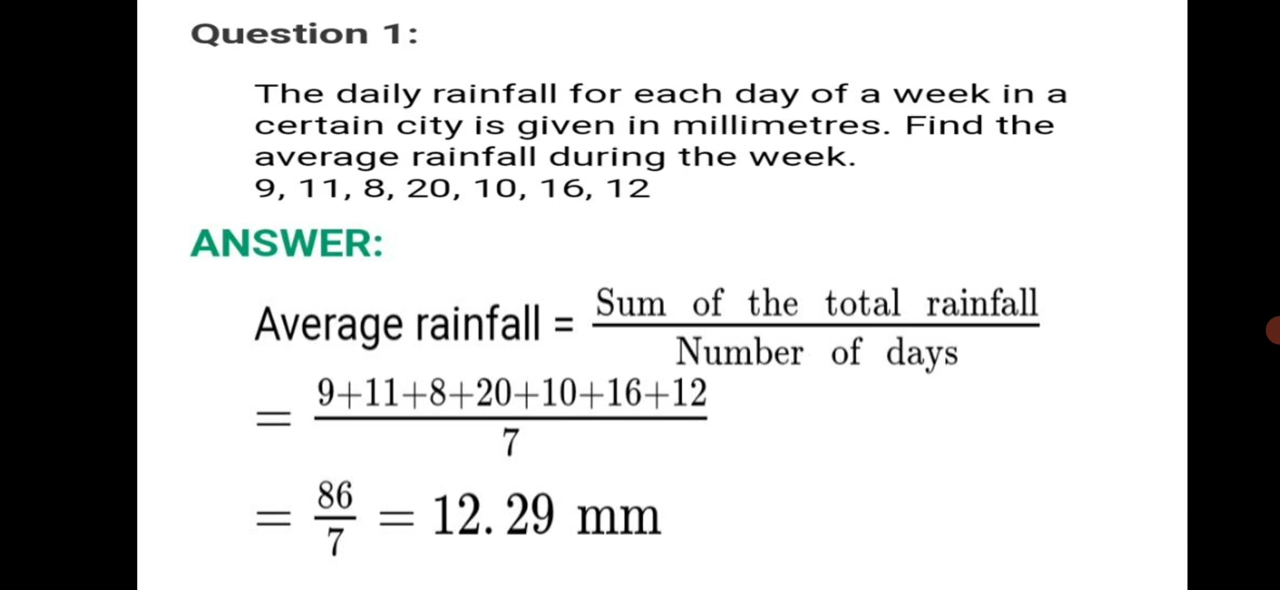 Question 1:
The daily rainfall for each day of a week in a
certain city is given in millimetres. Find the
average rainfall during the week.
9, 11, 8, 20, 10, 16, 12
ANSWER:
Average rainfall = Sum of the total rainfall / Number of days
= 9+11+8+20+10+16+12 / 7
= 86/7 = 12.29 mm